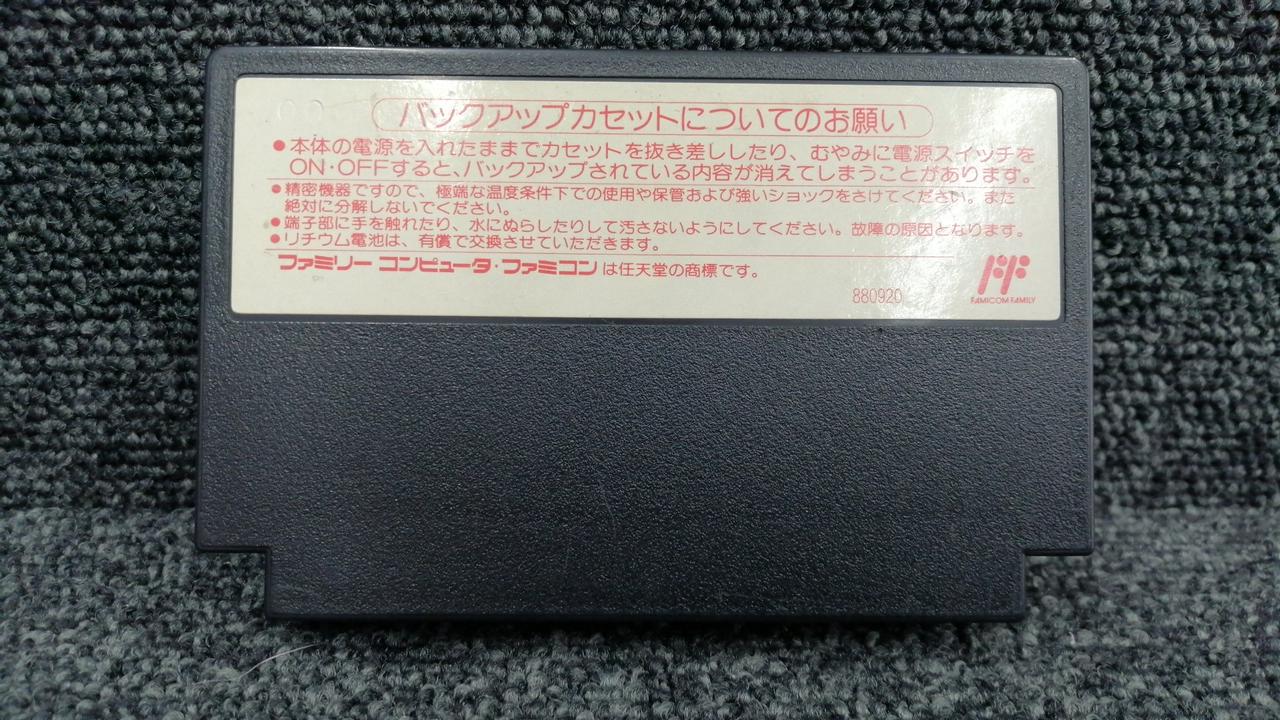 バックアップカセットについてのお願い
●本体の電源を入れたままでカセットを抜き差ししたり、むやみに電源スイッチを
ON・OFFすると、バックアップされている内容が消えてしまうことがあります。
●精密機器ですので、極端な温度条件下での使用や保管および強いショックをさけてください。また
絶対に分解しないでください。
●端子部に手を触れたり、水にぬらしたりして汚さないようにしてください。故障の原因となります。
●リチウム電池は、有償で交換させていただきます。
ファミリーコンピュータ・ファミコンは任天堂の商標です。
880920
FF
FAMICOM FAMILY